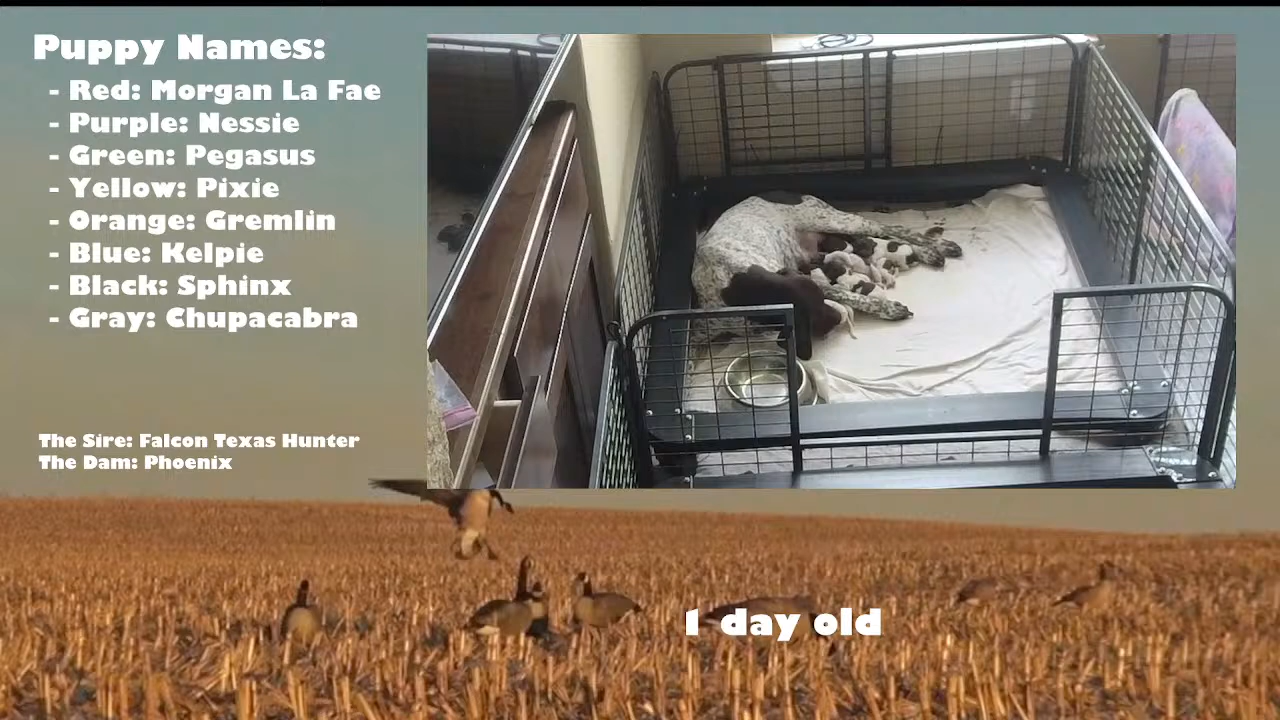 Puppy Names:
- Red: Morgan La Fae
- Purple: Nessie
- Green: Pegasus
- Yellow: Pixie
- Orange: Gremlin
- Blue: Kelpie
- Black: Sphinx
- Gray: Chupacabra
The Sire: Falcon Texas Hunter
The Dam: Phoenix
1 day old